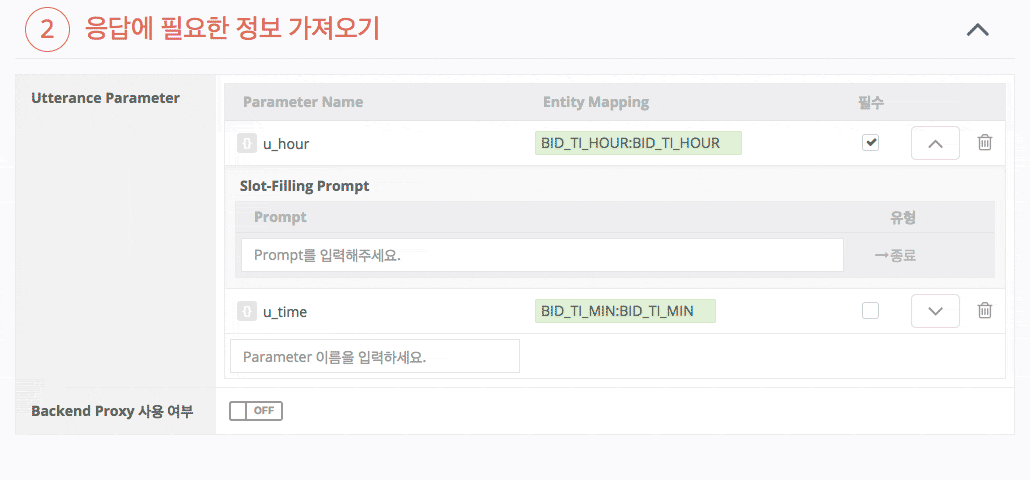 2 응답에 필요한 정보 가져오기
Utterance Parameter
Parameter Name Entity Mapping 필수
{} u_hour BID_TI_HOUR:BID_TI_HOUR
Slot-Filling Prompt
Prompt 유형
Prompt를 입력해주세요. →종료
{} u_time BID_TI_MIN:BID_TI_MIN
Parameter 이름을 입력하세요.
Backend Proxy 사용 여부 OFF